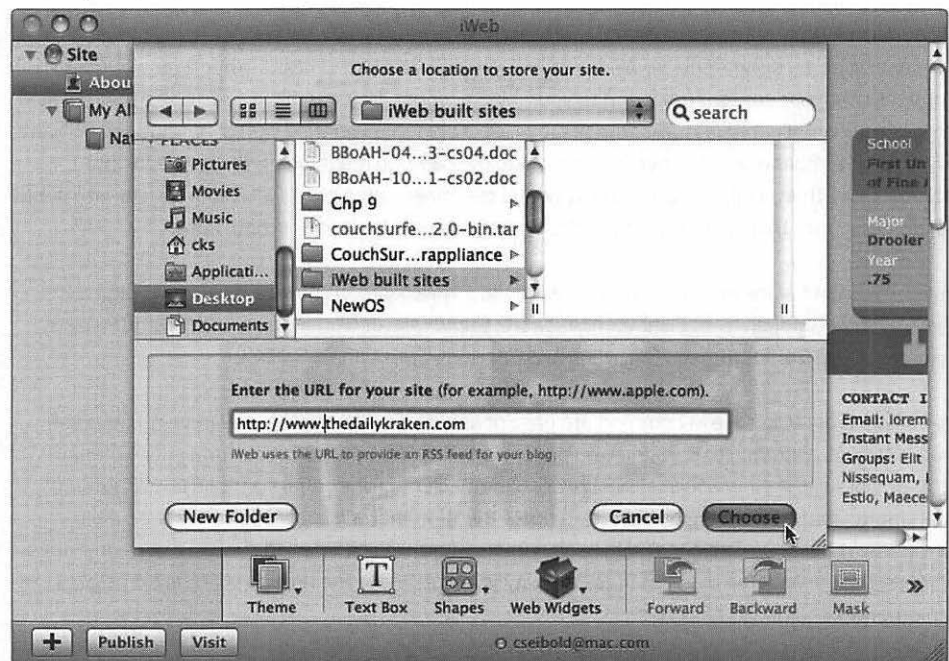 iWeb
Site
Abou
My Al
Nat
Choose a location to store your site.
iWeb built sites
search
PLACES
Pictures
Movies
Music
cks
Applicati...
Desktop
Documents
BBoAH-04...3-cs04.doc
BBoAH-10...1-cs02.doc
Chp 9
couchsurfe...2.0-bin.tar
CouchSur...rappliance
iWeb built sites
NewOS
Enter the URL for your site (for example, http://www.apple.com).
http://www.thedailykraken.com
iWeb uses the URL to provide an RSS feed for your blog.
New Folder
Cancel
Choose
School
First Un
of Fine A
Major
Drooler
Year
.75
CONTACT I
Email: lorem
Instant Mess
Groups: Elit
Nissequam,
Estio, Maece
Theme
Text Box
Shapes
Web Widgets
Forward
Backward
Mask
Publish
Visit
cseibold@mac.com